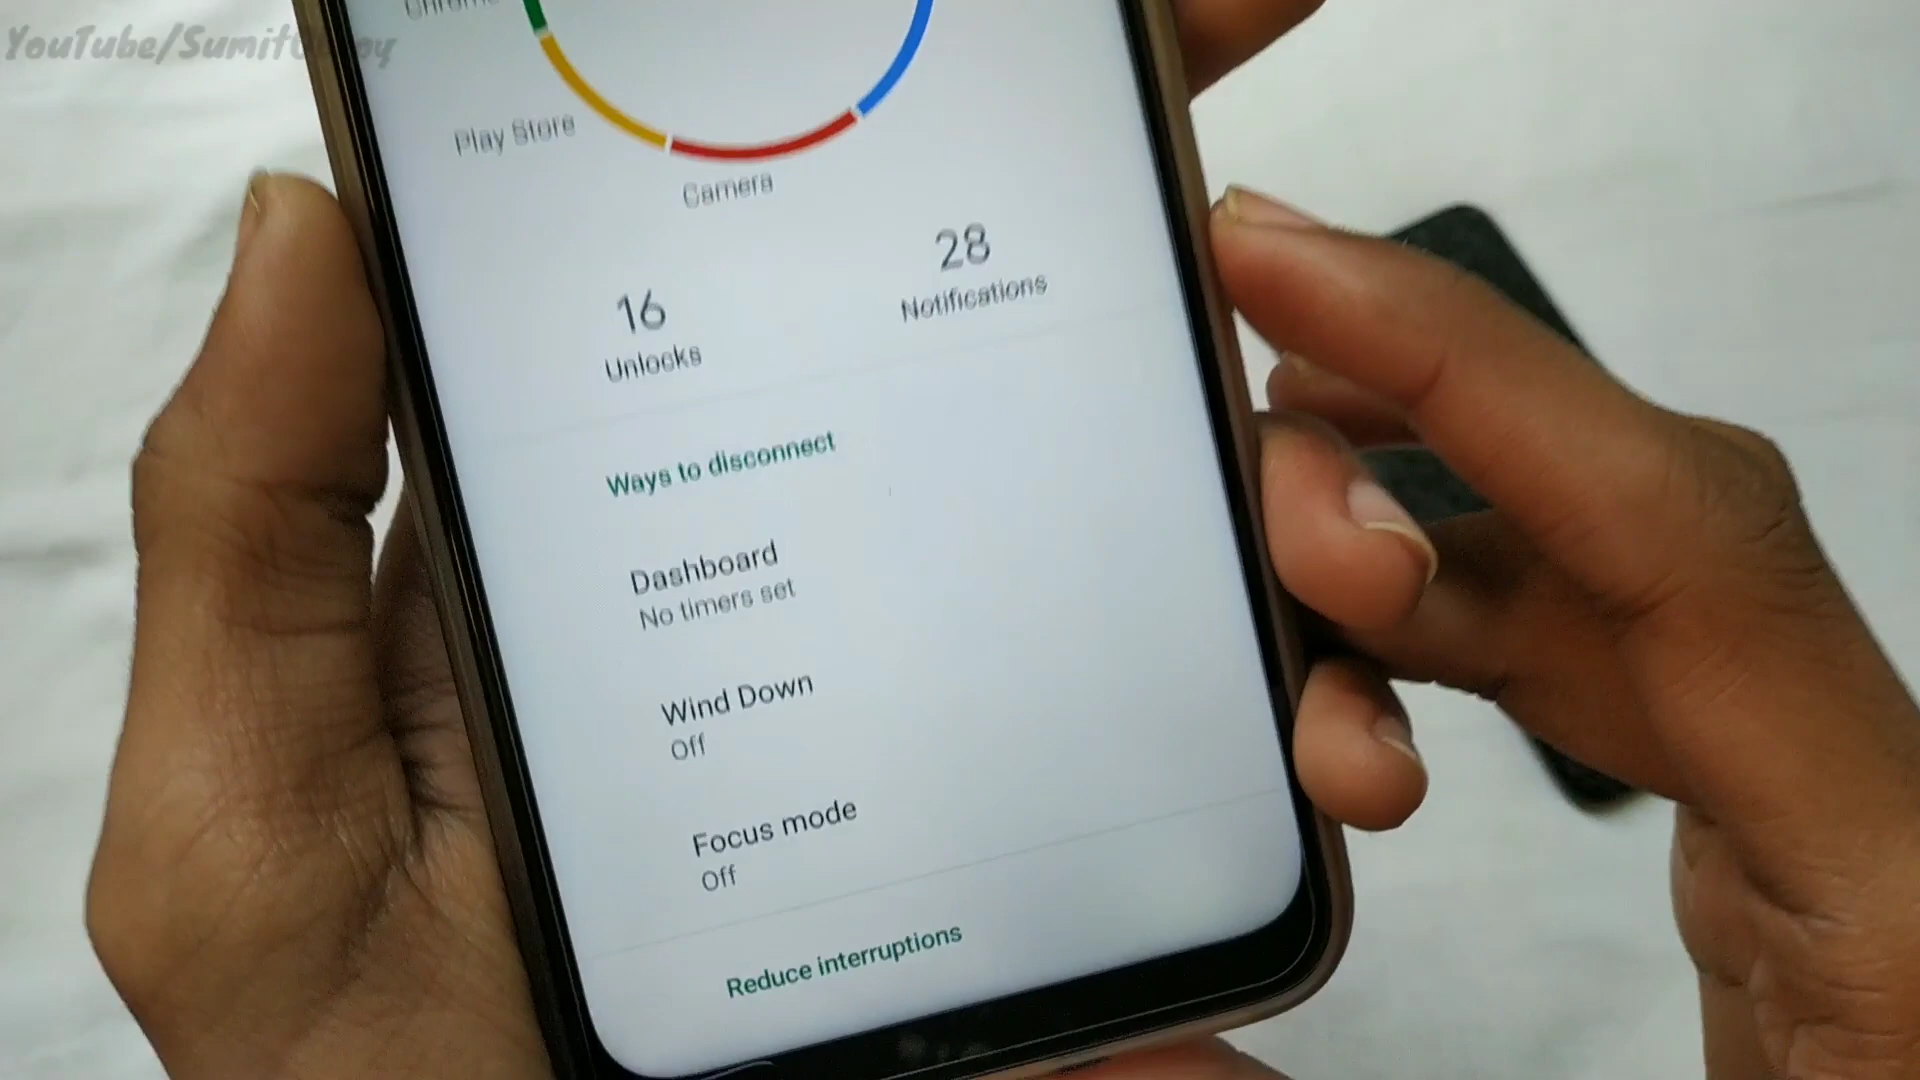 Chrome
Play Store
Camera
16
Unlocks
28
Notifications
Ways to disconnect
Dashboard
No timers set
Wind Down
Off
Focus mode
Off
Reduce interruptions